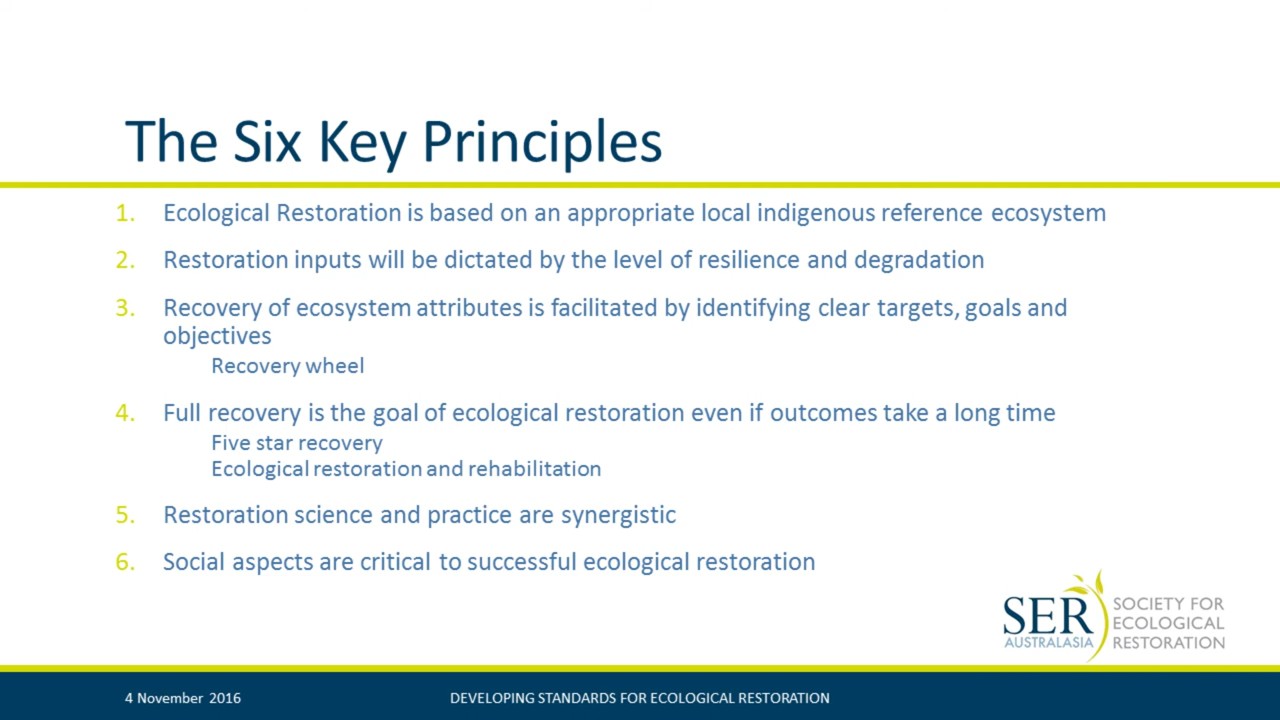 The Six Key Principles
1. Ecological Restoration is based on an appropriate local indigenous reference ecosystem
2. Restoration inputs will be dictated by the level of resilience and degradation
3. Recovery of ecosystem attributes is facilitated by identifying clear targets, goals and
objectives
Recovery wheel
4. Full recovery is the goal of ecological restoration even if outcomes take a long time
Five star recovery
Ecological restoration and rehabilitation
5. Restoration science and practice are synergistic
6. Social aspects are critical to successful ecological restoration
SER
AUSTRALASIA
SOCIETY FOR
ECOLOGICAL
RESTORATION
4 November 2016
DEVELOPING STANDARDS FOR ECOLOGICAL RESTORATION